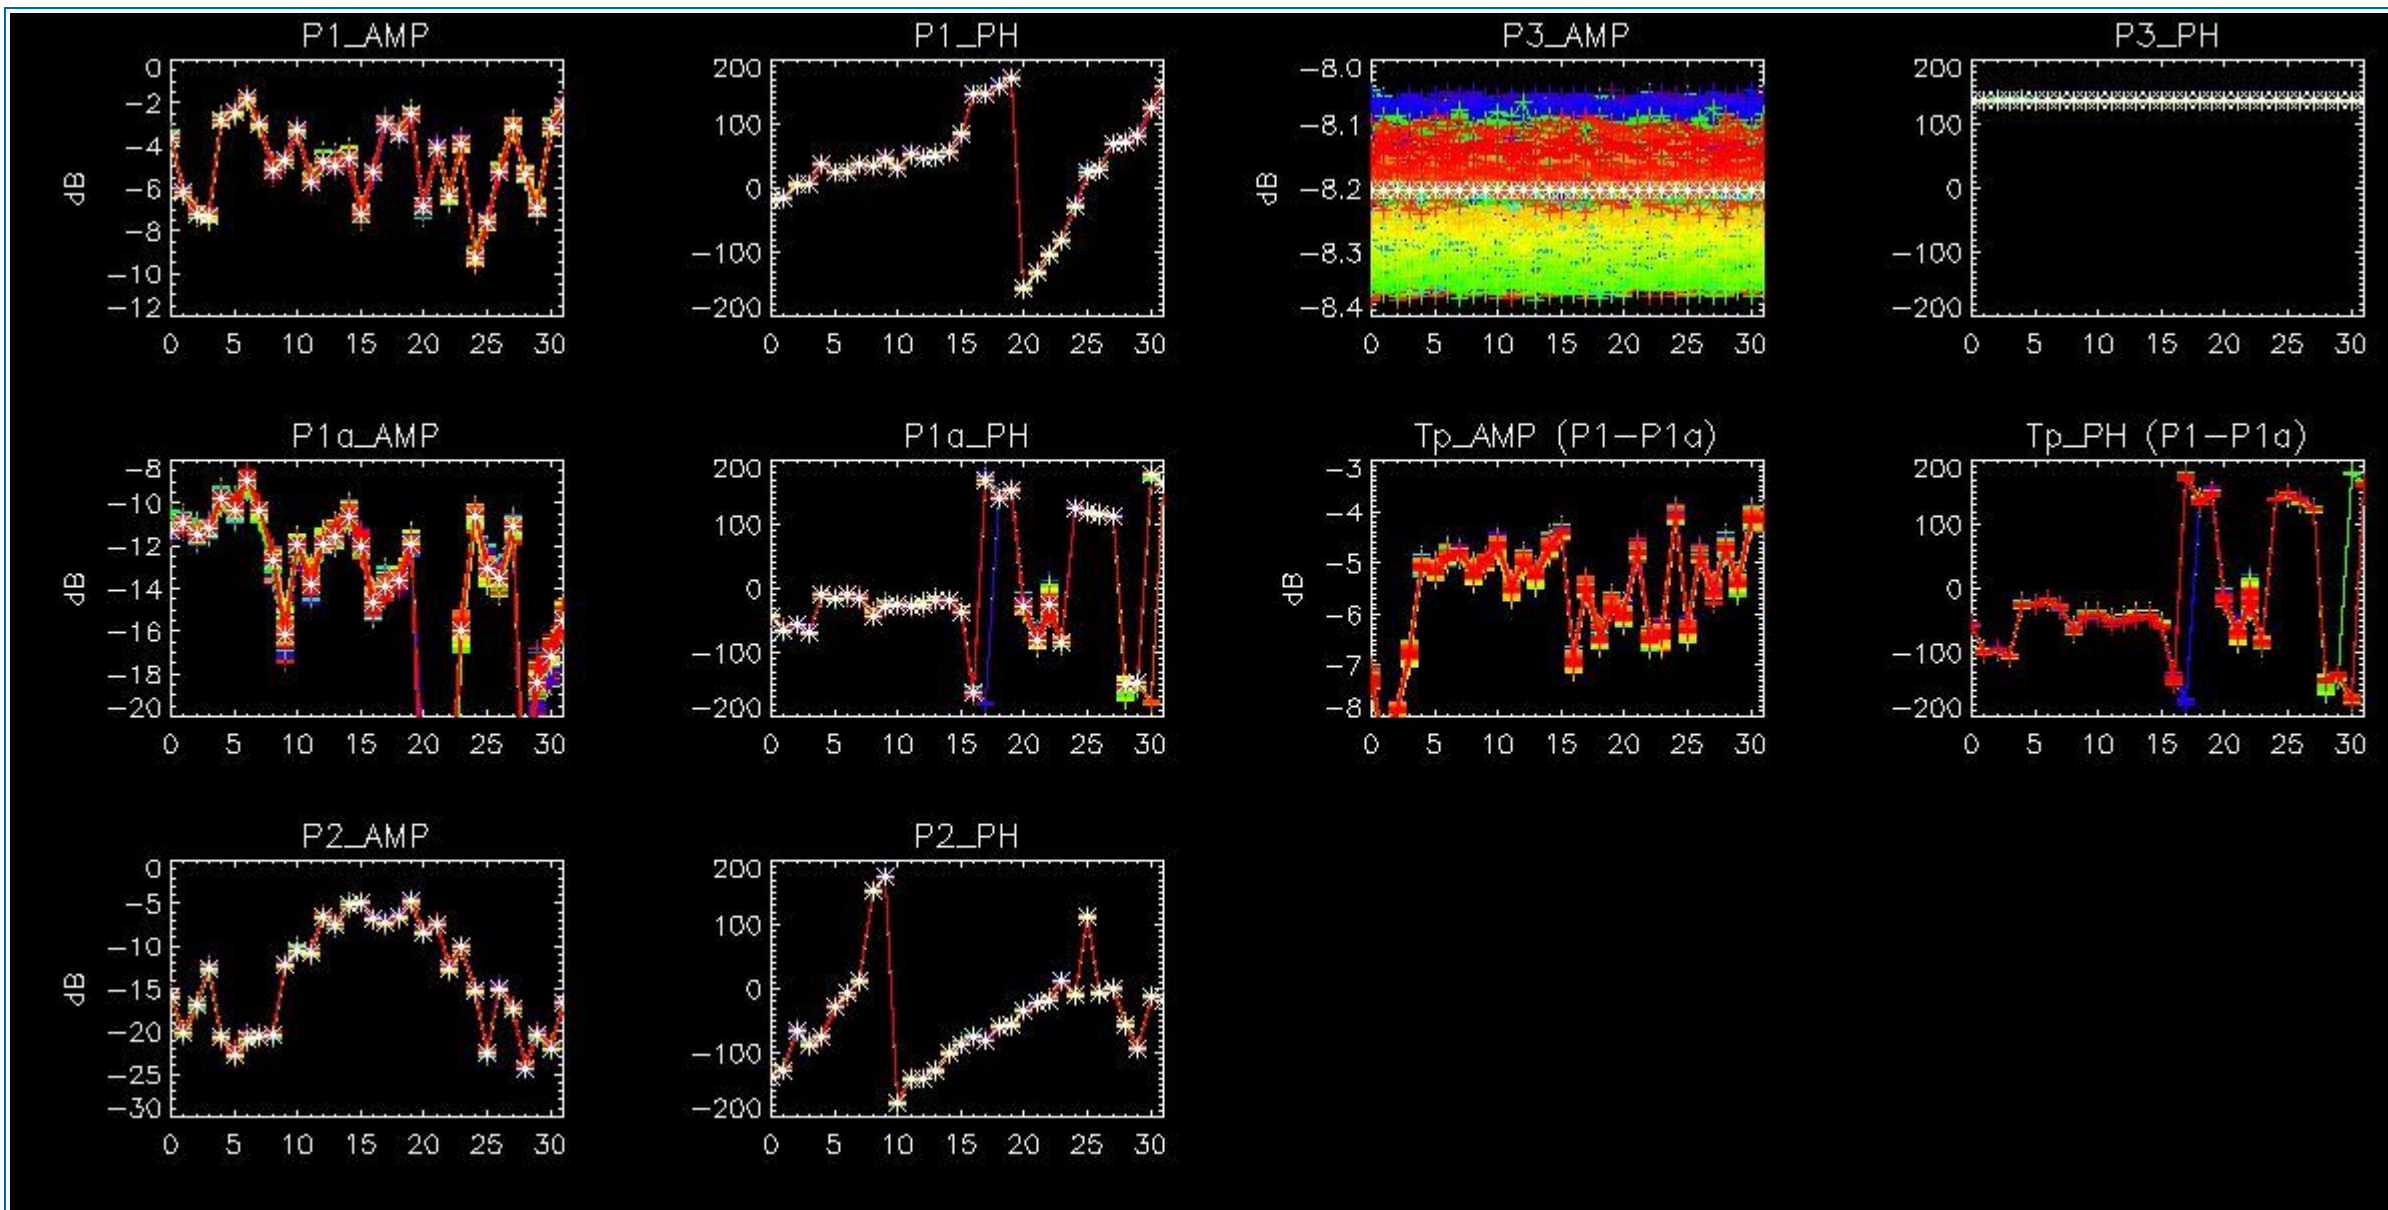 P1_AMP
P1_PH
P3_AMP
P3_PH
0
−2
−4
−6
−8
−10
−12
dB
0 5 10 15 20 25 30
200
100
0
−100
−200
0 5 10 15 20 25 30
−8.0
−8.1
−8.2
−8.3
−8.4
dB
0 5 10 15 20 25 30
200
100
0
−100
−200
0 5 10 15 20 25 30
P1a_AMP
P1a_PH
Tp_AMP (P1−P1a)
Tp_PH (P1−P1a)
−8
−10
−12
−14
−16
−18
−20
dB
0 5 10 15 20 25 30
200
100
0
−100
−200
0 5 10 15 20 25 30
−3
−4
−5
−6
−7
−8
dB
0 5 10 15 20 25 30
200
100
0
−100
−200
0 5 10 15 20 25 30
P2_AMP
P2_PH
0
−5
−10
−15
−20
−25
−30
dB
0 5 10 15 20 25 30
200
100
0
−100
−200
0 5 10 15 20 25 30